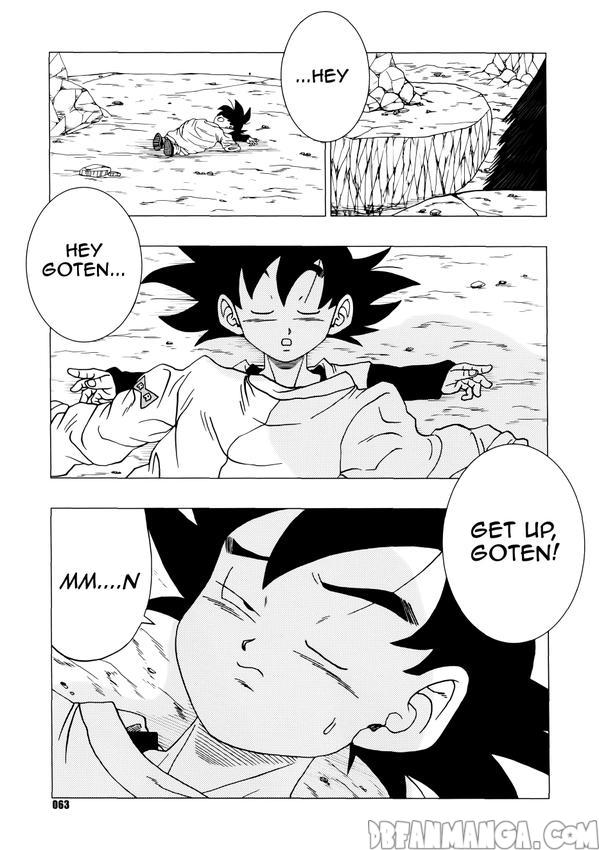 ...HEY
HEY
GOTEN...
GET UP,
GOTEN!
MM....N
063
DBFANMANGA.COM